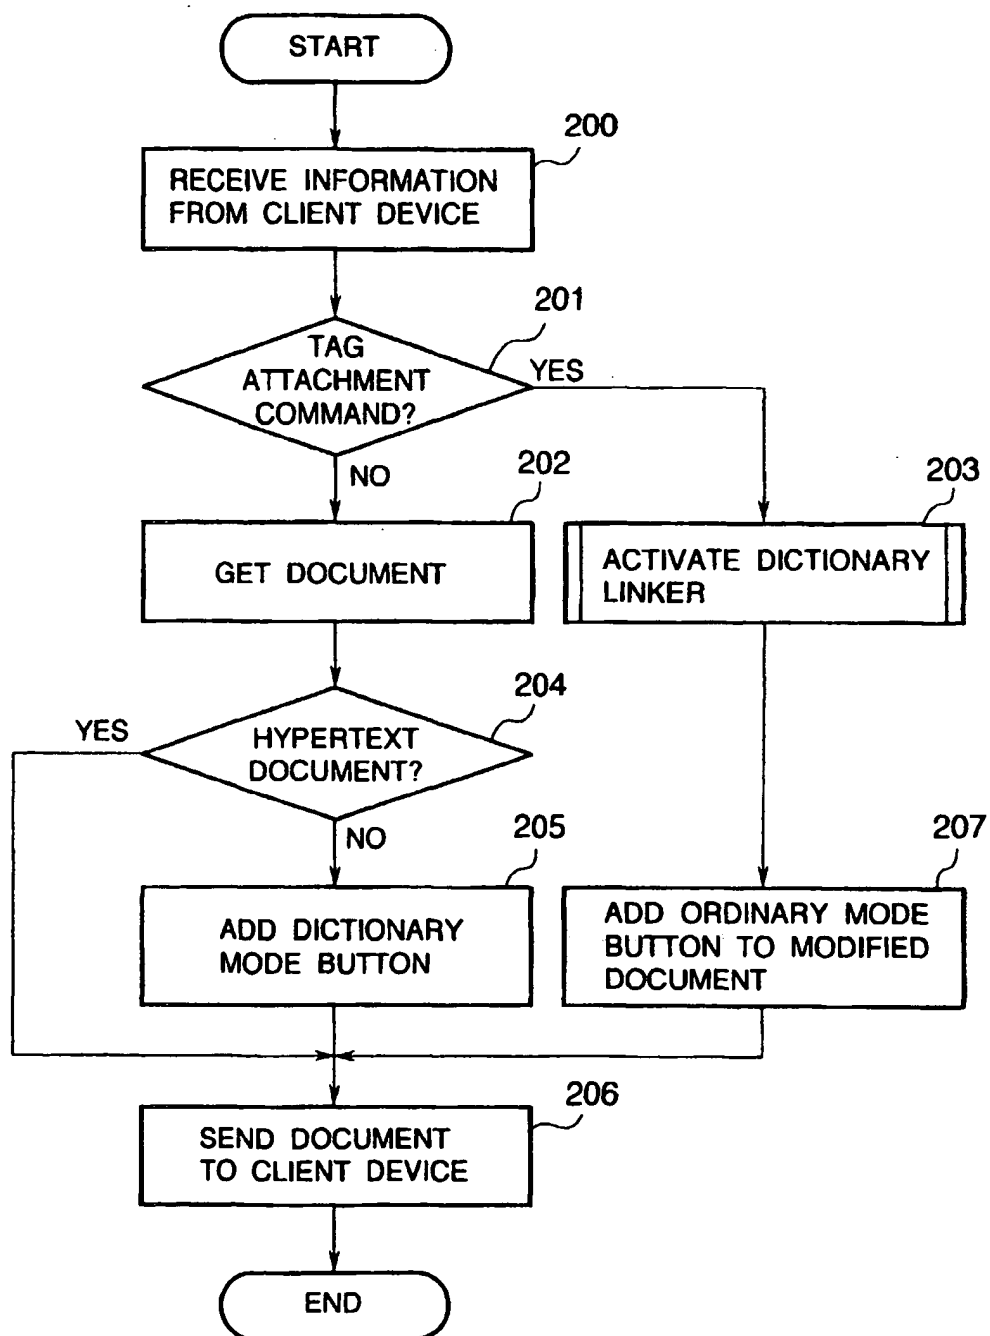 START
200
RECEIVE INFORMATION
FROM CLIENT DEVICE
201
TAG
ATTACHMENT
COMMAND?
YES
NO
202
GET DOCUMENT
203
ACTIVATE DICTIONARY
LINKER
204
YES
HYPERTEXT
DOCUMENT?
NO
205
ADD DICTIONARY
MODE BUTTON
207
ADD ORDINARY MODE
BUTTON TO MODIFIED
DOCUMENT
206
SEND DOCUMENT
TO CLIENT DEVICE
END